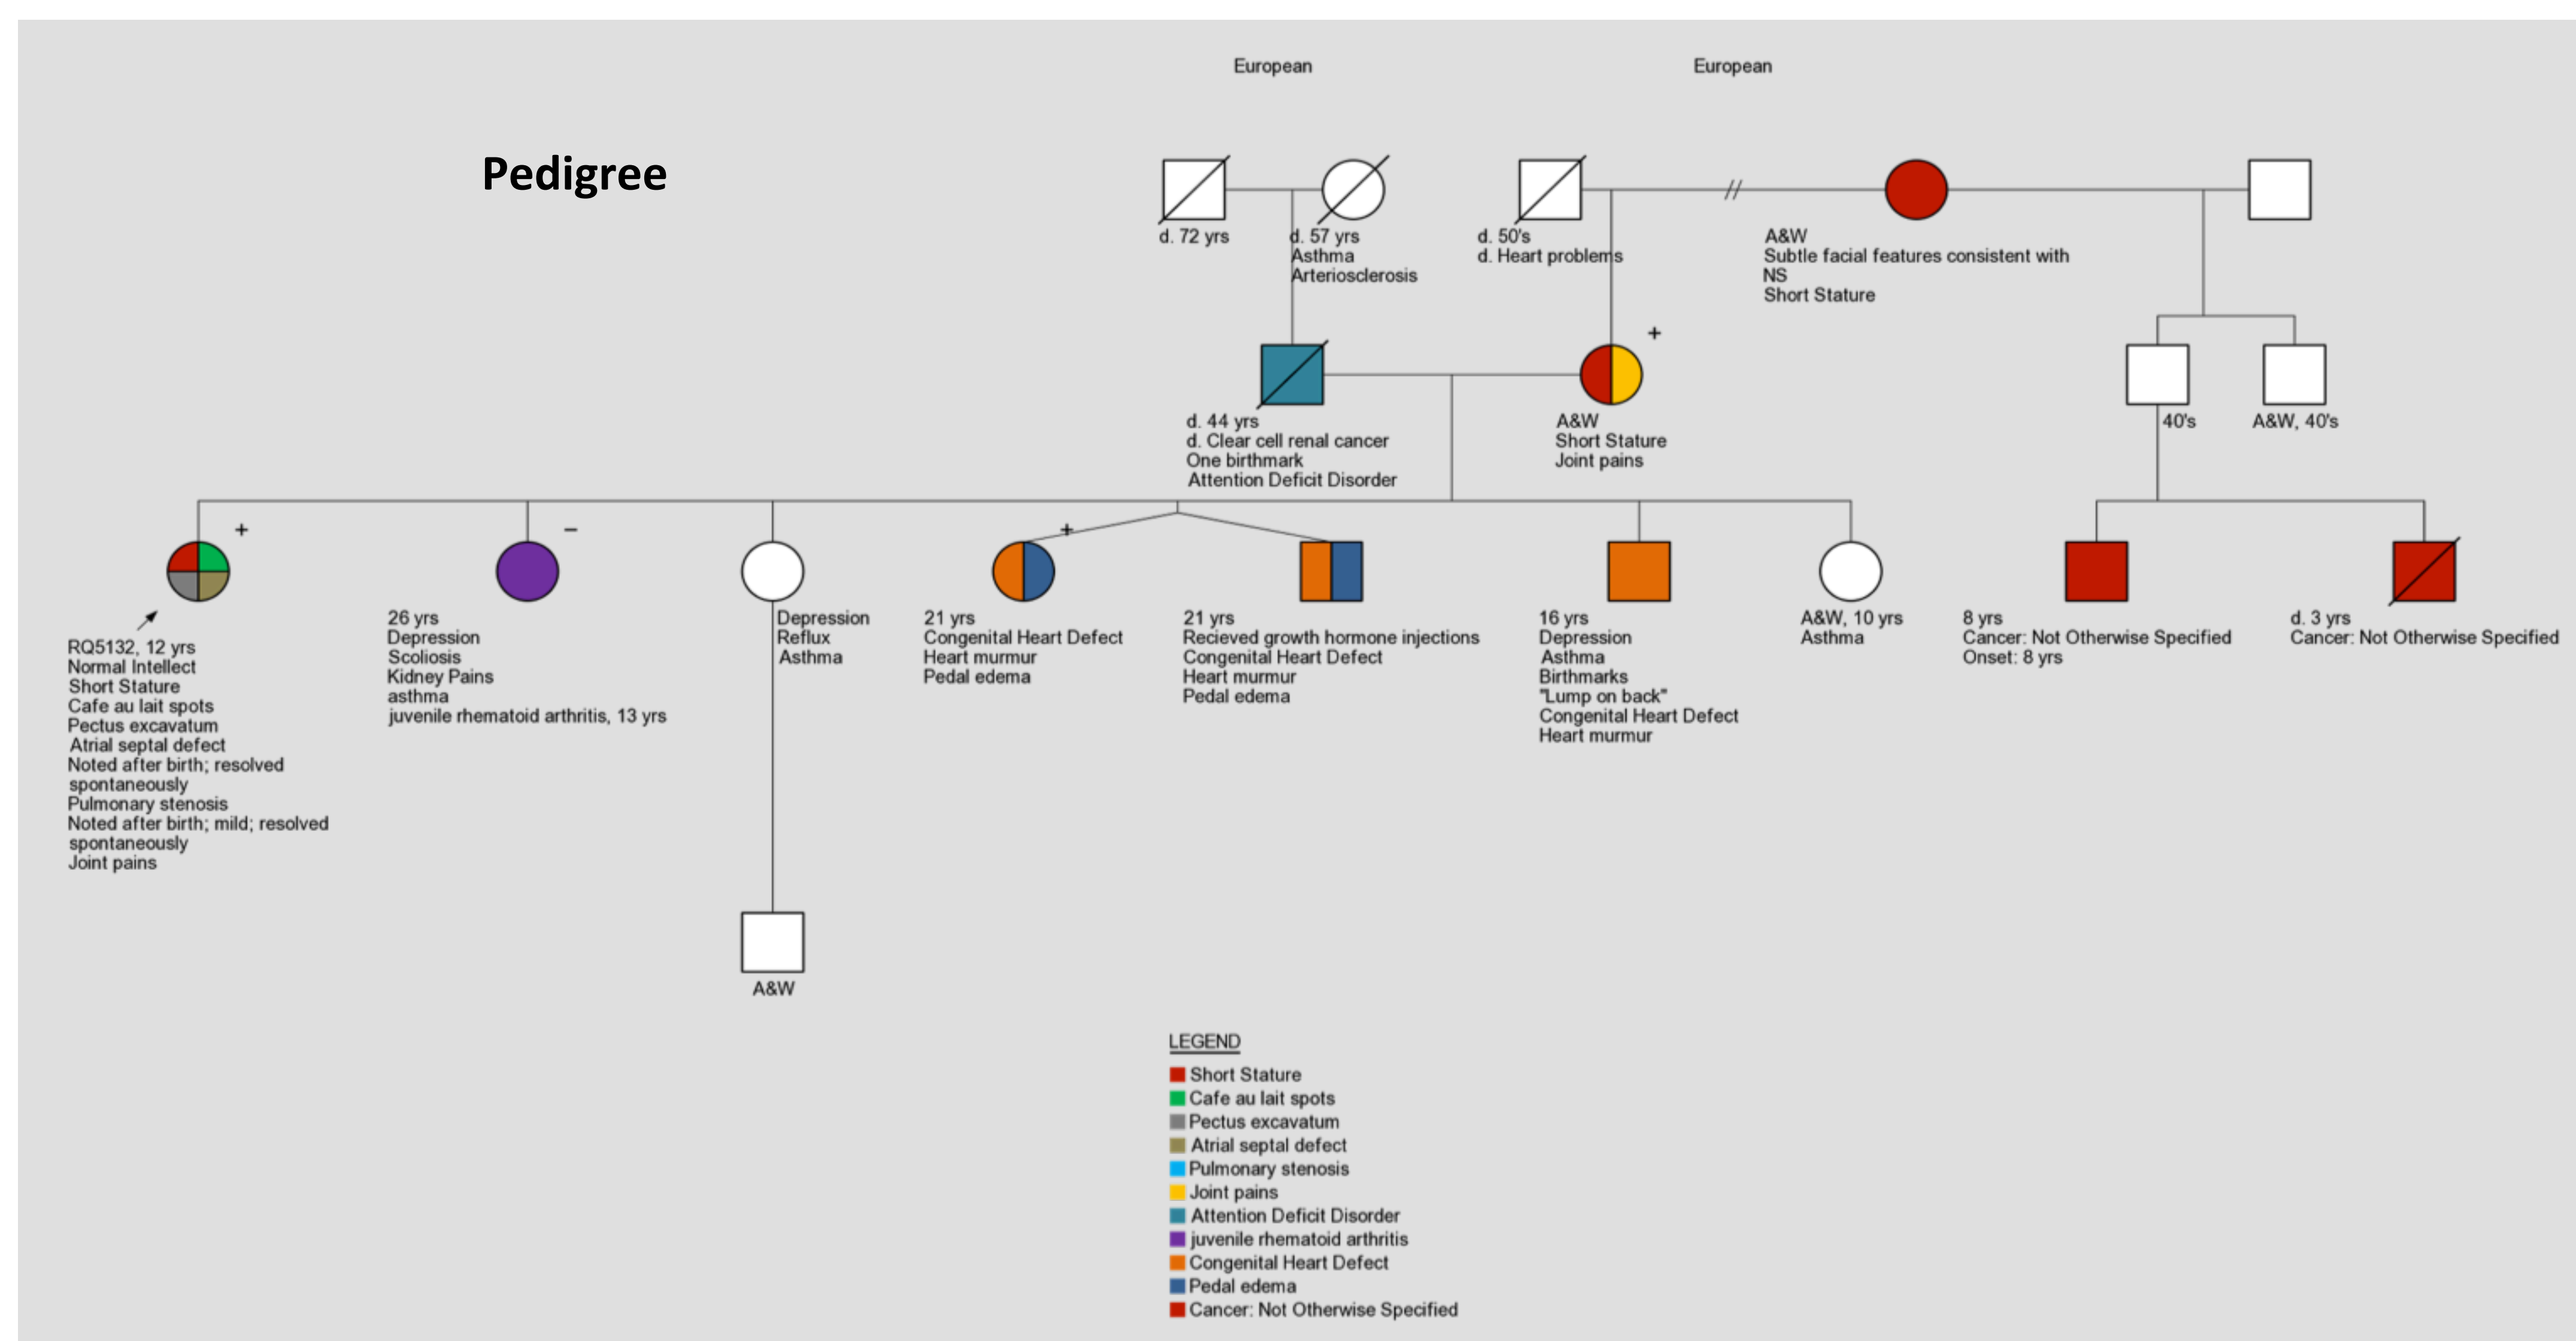 European
European
Pedigree
d. 72 yrs
d. 57 yrs
Asthma
Arteriosclerosis
d. 50's
d. Heart problems
A&W
Subtle facial features consistent with
NS
Short Stature
+
d. 44 yrs
d. Clear cell renal cancer
One birthmark
Attention Deficit Disorder
A&W
Short Stature
Joint pains
40's
A&W, 40's
+
−
+
RQ5132, 12 yrs
Normal Intellect
Short Stature
Cafe au lait spots
Pectus excavatum
Atrial septal defect
Noted after birth; resolved
spontaneously
Pulmonary stenosis
Noted after birth; mild; resolved
spontaneously
Joint pains
26 yrs
Depression
Scoliosis
Kidney Pains
asthma
juvenile rhematoid arthritis, 13 yrs
Depression
Reflux
Asthma
21 yrs
Congenital Heart Defect
Heart murmur
Pedal edema
21 yrs
Recieved growth hormone injections
Congenital Heart Defect
Heart murmur
Pedal edema
16 yrs
Depression
Asthma
Birthmarks
"Lump on back"
Congenital Heart Defect
Heart murmur
A&W, 10 yrs
Asthma
8 yrs
Cancer: Not Otherwise Specified
Onset: 8 yrs
d. 3 yrs
Cancer: Not Otherwise Specified
A&W
LEGEND
Short Stature
Cafe au lait spots
Pectus excavatum
Atrial septal defect
Pulmonary stenosis
Joint pains
Attention Deficit Disorder
juvenile rhematoid arthritis
Congenital Heart Defect
Pedal edema
Cancer: Not Otherwise Specified